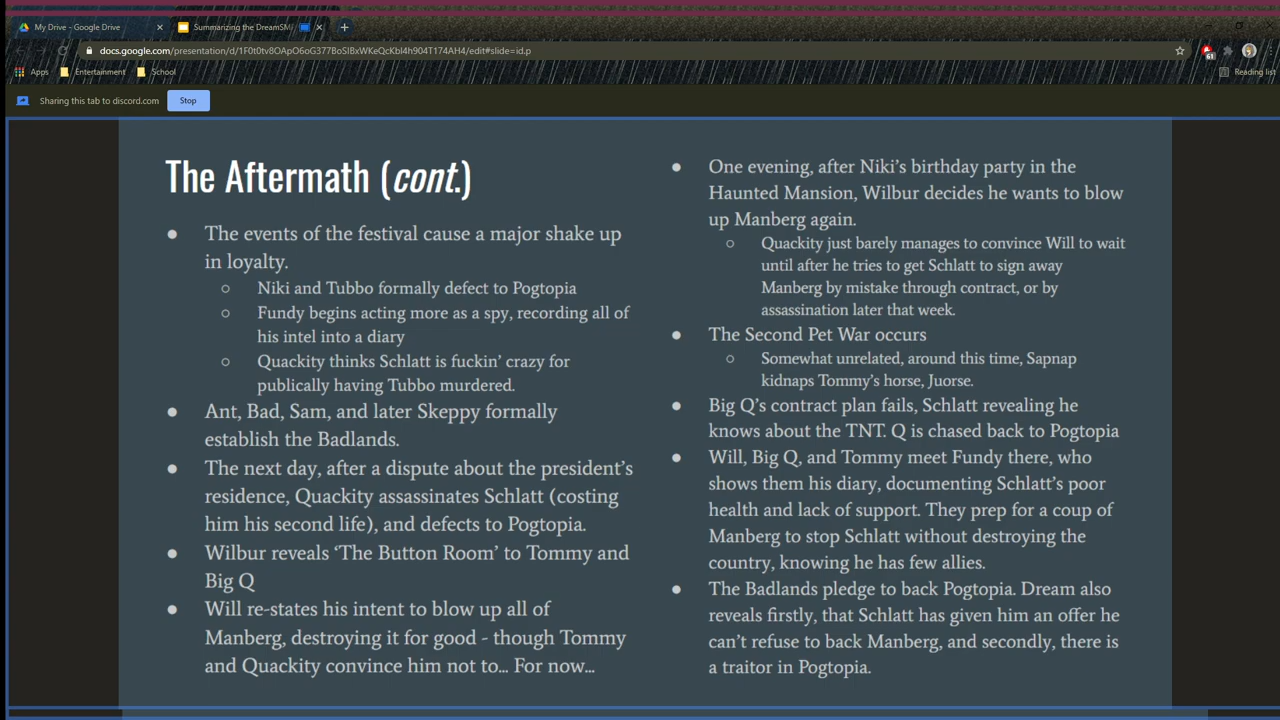 My Drive – Google Drive
Summarizing the DreamSM
docs.google.com/presentation/d/1F0t0tv8OApO6oG377BoSIBxWKeQcKbl4h904T174AH4/edit#slide=id.p
61
Apps
Entertainment
School
Reading list
Sharing this tab to discord.com
Stop
The Aftermath (cont.)
● The events of the festival cause a major shake up
in loyalty.
○ Niki and Tubbo formally defect to Pogtopia
○ Fundy begins acting more as a spy, recording all of
his intel into a diary
○ Quackity thinks Schlatt is fuckin’ crazy for
publically having Tubbo murdered.
● Ant, Bad, Sam, and later Skeppy formally
establish the Badlands.
● The next day, after a dispute about the president’s
residence, Quackity assassinates Schlatt (costing
him his second life), and defects to Pogtopia.
● Wilbur reveals ‘The Button Room’ to Tommy and
Big Q
● Will re-states his intent to blow up all of
Manberg, destroying it for good - though Tommy
and Quackity convince him not to… For now…
● One evening, after Niki’s birthday party in the
Haunted Mansion, Wilbur decides he wants to blow
up Manberg again.
○ Quackity just barely manages to convince Will to wait
until after he tries to get Schlatt to sign away
Manberg by mistake through contract, or by
assassination later that week.
● The Second Pet War occurs
○ Somewhat unrelated, around this time, Sapnap
kidnaps Tommy’s horse, Juorse.
● Big Q’s contract plan fails, Schlatt revealing he
knows about the TNT. Q is chased back to Pogtopia
● Will, Big Q, and Tommy meet Fundy there, who
shows them his diary, documenting Schlatt’s poor
health and lack of support. They prep for a coup of
Manberg to stop Schlatt without destroying the
country, knowing he has few allies.
● The Badlands pledge to back Pogtopia. Dream also
reveals firstly, that Schlatt has given him an offer he
can’t refuse to back Manberg, and secondly, there is
a traitor in Pogtopia.